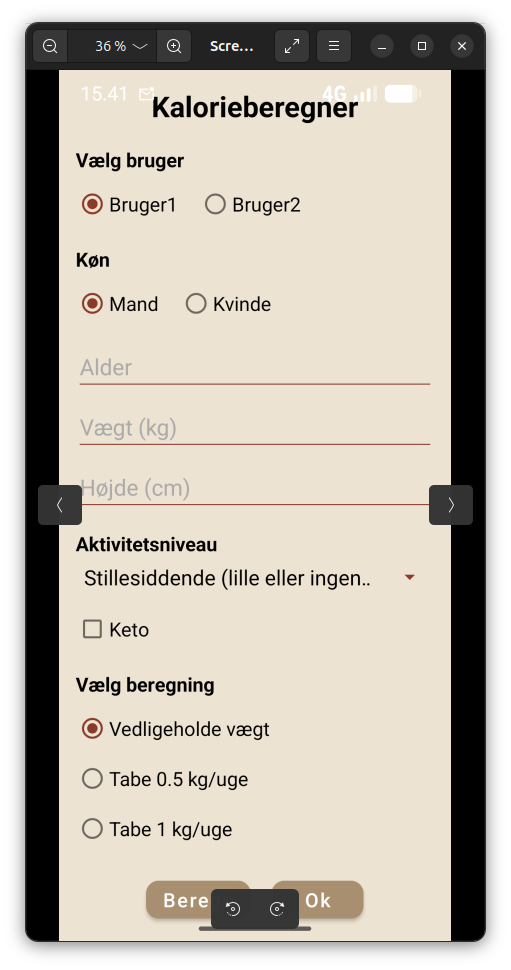 36 % Scre...
15.41 4G
Kalorieberegner
Vælg bruger
Bruger1 Bruger2
Køn
Mand Kvinde
Alder
Vægt (kg)
Højde (cm)
Aktivitetsniveau
Stillesiddende (lille eller ingen..
Keto
Vælg beregning
Vedligeholde vægt
Tabe 0.5 kg/uge
Tabe 1 kg/uge
Bere Ok